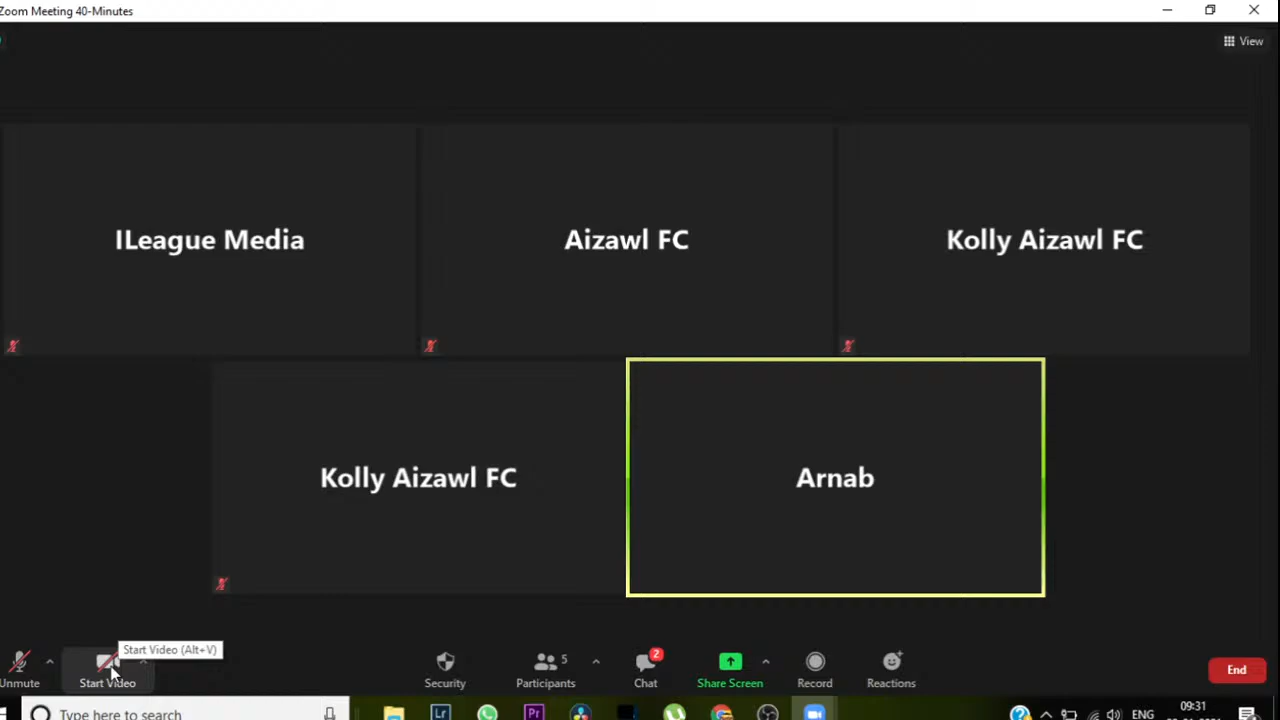 Zoom Meeting 40-Minutes
View
ILeague Media
Aizawl FC
Kolly Aizawl FC
Kolly Aizawl FC
Arnab
Start Video (Alt+V)
5
2
Unmute
Start Video
Security
Participants
Chat
Share Screen
Record
Reactions
End
Type here to search
Lr
Pr
ENG
09:31